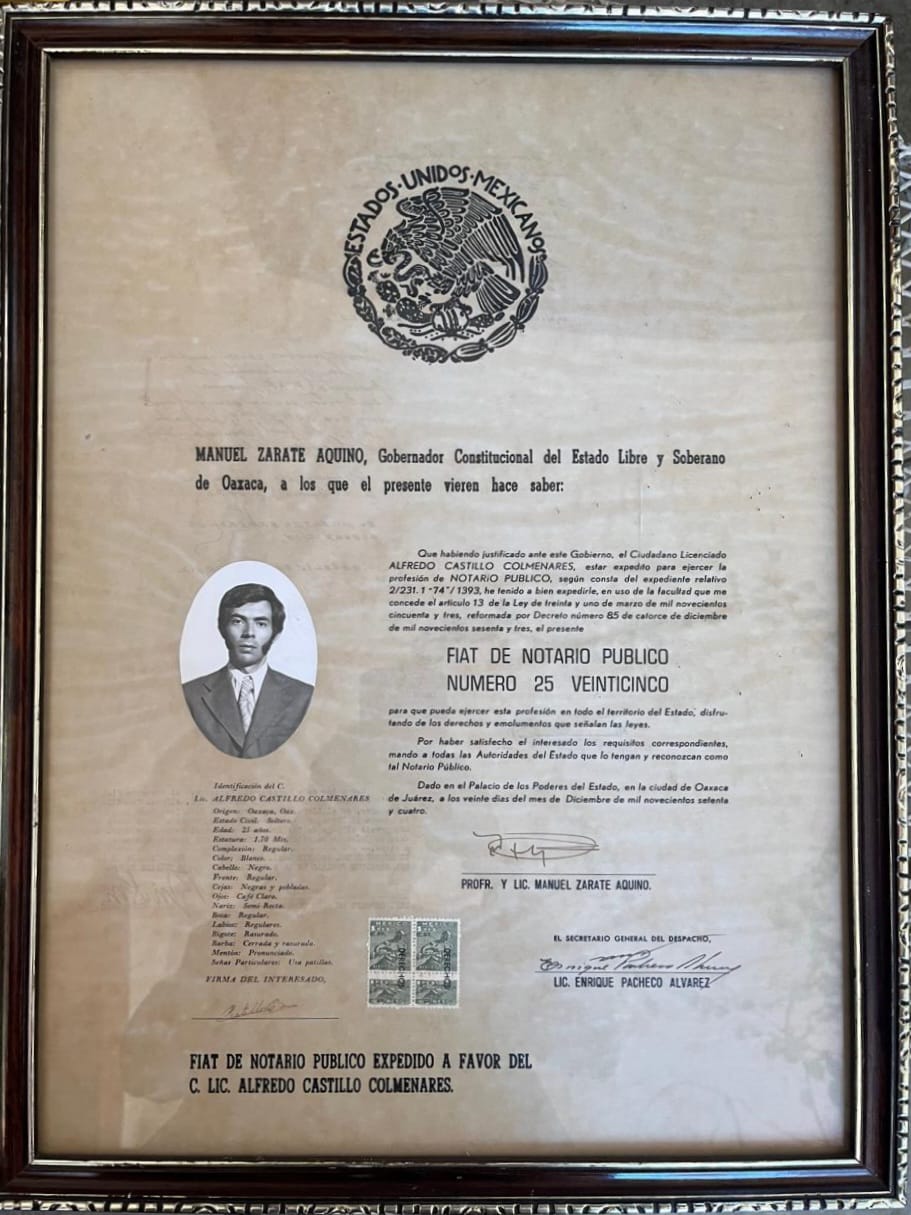 ESTADOS·UNIDOS·MEXICANOS
MANUEL ZARATE AQUINO, Gobernador Constitucional del Estado Libre y Soberano
de Oaxaca, a los que el presente vieren hace saber:
Que habiendo justificado ante este Gobierno, el Ciudadano Licenciado
ALFREDO CASTILLO COLMENARES, estar expedito para ejercer la
profesión de NOTARIO PUBLICO, según consta del expediente relativo
2/231.1 "74"/1393, he tenido a bien expedirle, en uso de la facultad que me
concede el artículo 13 de la Ley de treinta y uno de marzo de mil novecientos
cincuenta y tres, reformada por Decreto número 85 de catorce de diciembre
de mil novecientos sesenta y tres, el presente
FIAT DE NOTARIO PUBLICO
NUMERO 25 VEINTICINCO
para que pueda ejercer esta profesión en todo el territorio del Estado, disfru-
tando de los derechos y emolumentos que señalan las leyes.
Por haber satisfecho el interesado los requisitos correspondientes,
mando a todas las Autoridades del Estado que lo tengan y reconozcan como
tal Notario Público.
Dado en el Palacio de los Poderes del Estado, en la ciudad de Oaxaca
de Juárez, a los veinte días del mes de Diciembre de mil novecientos setenta
y cuatro.
PROFR. Y LIC. MANUEL ZARATE AQUINO.
Identificación del C.
Lic. ALFREDO CASTILLO COLMENARES
Origen: Oaxaca, Oax.
Estado Civil. Soltero.
Edad: 25 años.
Estatura: 1.70 Mts.
Complexión: Regular.
Color: Blanco.
Cabello: Negro.
Frente: Regular.
Cejas: Negras y pobladas.
Ojos: Café Claro.
Nariz: Semi-Recta.
Boca: Regular.
Labios: Regulares.
Bigote: Rasurado.
Barba: Cerrada y rasurada.
Mentón: Pronunciado.
Señas Particulares: Usa patillas.
FIRMA DEL INTERESADO,
MEXICO
DERECHOS
EL SECRETARIO GENERAL DEL DESPACHO,
LIC. ENRIQUE PACHECO ALVAREZ
FIAT DE NOTARIO PUBLICO EXPEDIDO A FAVOR DEL
C. LIC. ALFREDO CASTILLO COLMENARES.